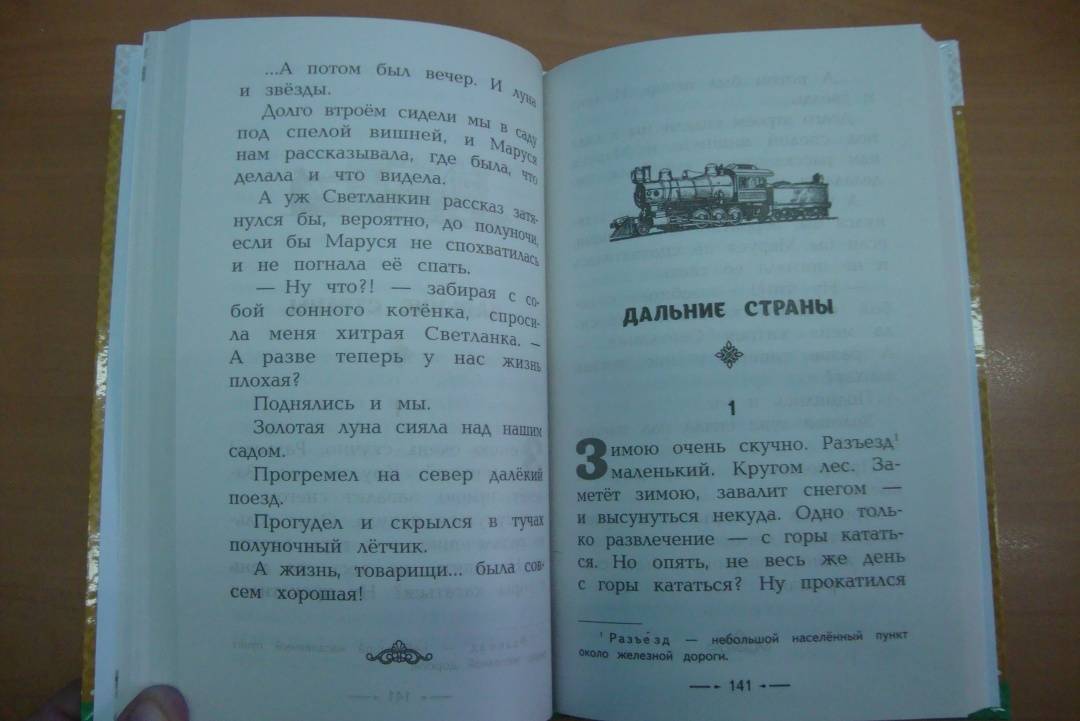 ...А потом был вечер. И луна
и звёзды.
Долго втроём сидели мы в саду
под спелой вишней, и Маруся
нам рассказывала, где была, что
делала и что видела.
А уж Светланкин рассказ затя-
нулся бы, вероятно, до полуночи,
если бы Маруся не спохватилась
и не погнала её спать.
— Ну что?! — забирая с со-
бой сонного котёнка, спроси-
ла меня хитрая Светланка. —
А разве теперь у нас жизнь
плохая?
Поднялись и мы.
Золотая луна сияла над нашим
садом.
Прогремел на север далёкий
поезд.
Прогудел и скрылся в тучах
полуночный лётчик.
А жизнь, товарищи... была сов-
сем хорошая!
ДАЛЬНИЕ СТРАНЫ
1
Зимою очень скучно. Разъезд¹
маленький. Кругом лес. За-
метёт зимою, завалит снегом —
и высунуться некуда. Одно толь-
ко развлечение — с горы катать-
ся. Но опять, не весь же день
с горы кататься? Ну прокатился
¹ Разъе́зд — небольшой населённый пункт
около железной дороги.
141